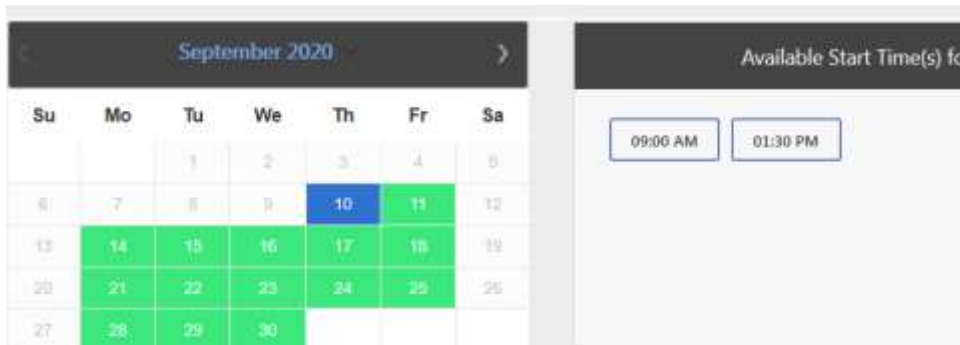 September 2020
Su Mo Tu We Th Fr Sa
1 2 3 4 5
6 7 8 9 10 11 12
13 14 15 16 17 18 19
20 21 22 23 24 25 26
27 28 29 30
Available Start Time(s) fo
09:00 AM 01:30 PM